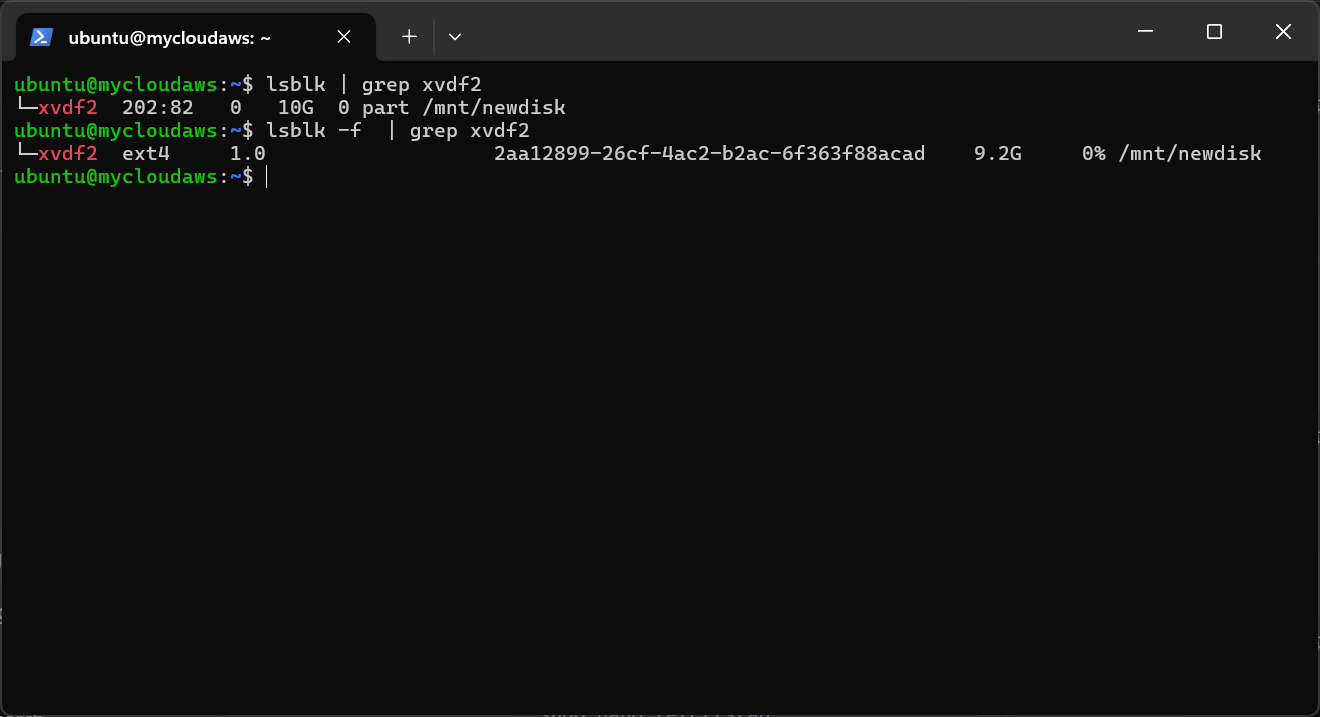 ubuntu@mycloudaws: ~
ubuntu@mycloudaws:~$ lsblk | grep xvdf2
└─xvdf2  202:82   0   10G  0 part /mnt/newdisk
ubuntu@mycloudaws:~$ lsblk -f  | grep xvdf2
└─xvdf2  ext4     1.0                   2aa12899-26cf-4ac2-b2ac-6f363f88acad    9.2G     0% /mnt/newdisk
ubuntu@mycloudaws:~$